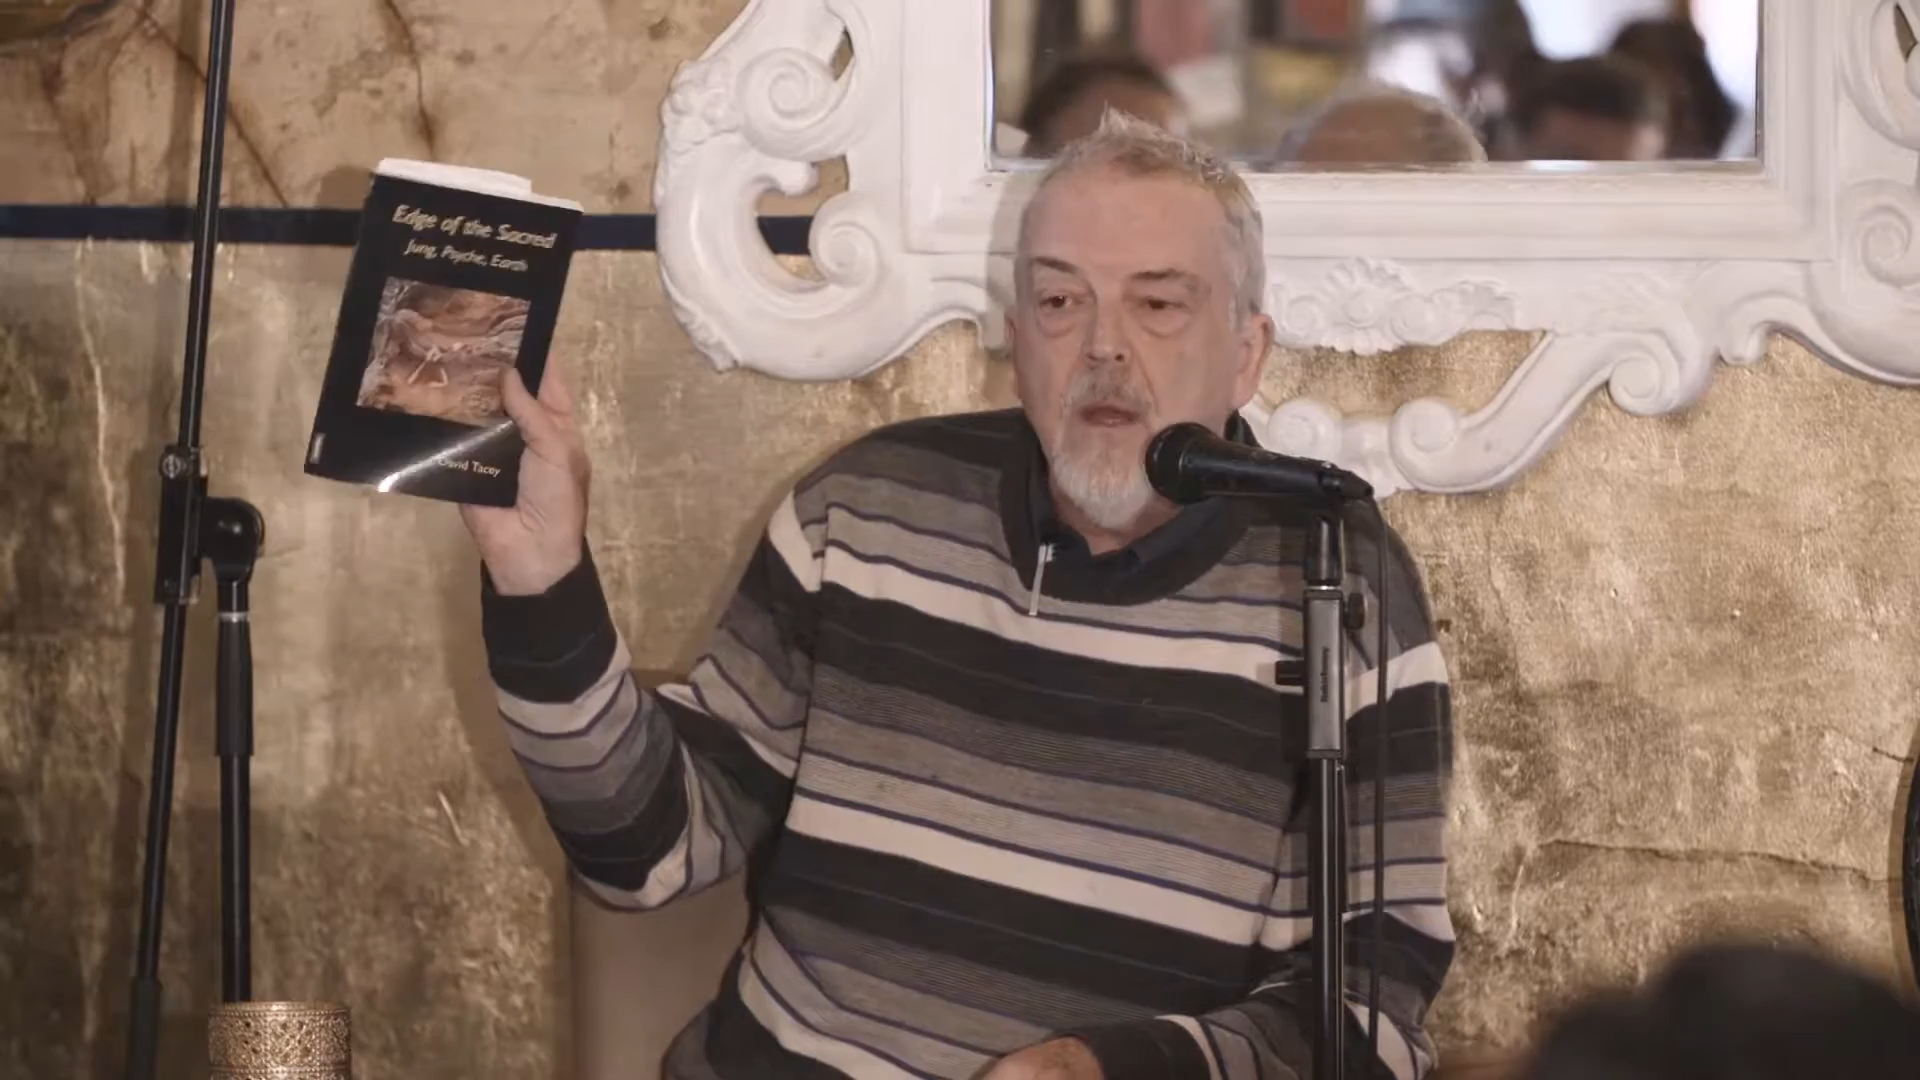 Edge of the Sacred
Jung, Psyche, Earth
David Tacey